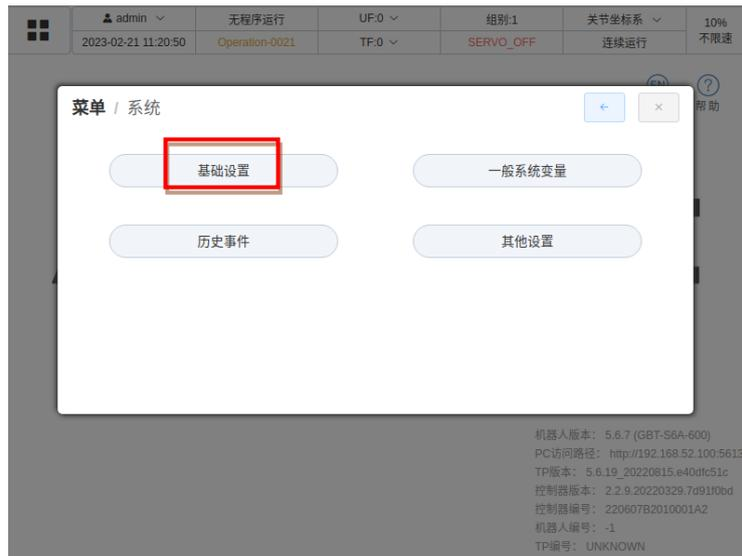 admin 无程序运行 UF:0 组别:1 关节坐标系 10%
2023-02-21 11:20:50 Operation-0021 TF:0 SERVO_OFF 连续运行 不限速
EN
帮助
菜单 / 系统
基础设置 一般系统变量
历史事件 其他设置
机器人版本： 5.6.7 (GBT-S6A-600)
PC访问路径： http://192.168.52.100:5613
TP版本： 5.6.19_20220815.e40dfc51c
控制器版本： 2.2.9.20220329.7d91f0bd
控制器编号： 220607B2010001A2
机器人编号： -1
TP编号： UNKNOWN